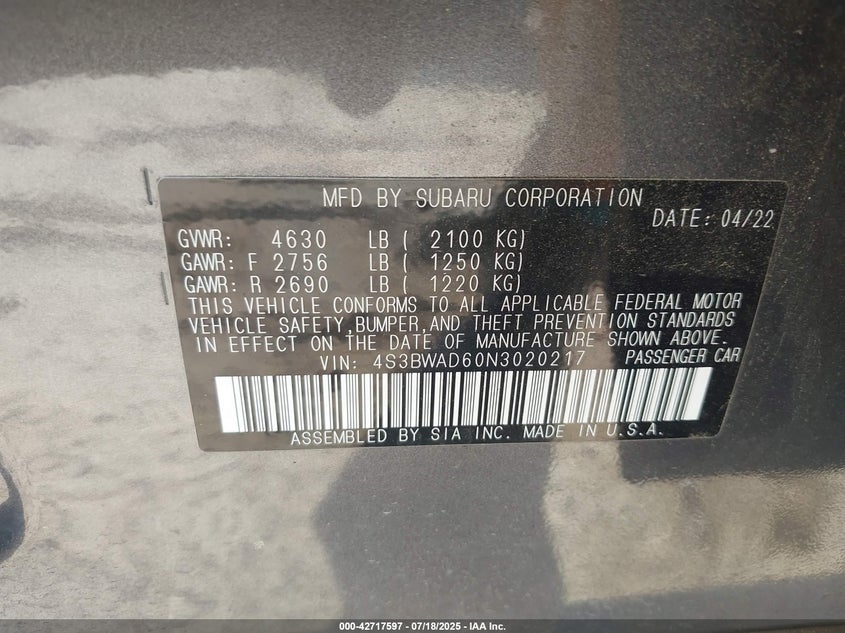 MFD BY SUBARU CORPORATION
DATE: 04/22
GVWR: 4630 LB ( 2100 KG)
GAWR: F 2756 LB ( 1250 KG)
GAWR: R 2690 LB ( 1220 KG)
THIS VEHICLE CONFORMS TO ALL APPLICABLE FEDERAL MOTOR
VEHICLE SAFETY,BUMPER,AND THEFT PREVENTION STANDARDS
IN EFFECT ON THE DATE OF MANUFACTURE SHOWN ABOVE.
VIN: 4S3BWAD60N3020217 PASSENGER CAR
ASSEMBLED BY SIA INC. MADE IN U.S.A.
000-42717597 - 07/18/2025 - IAA Inc.